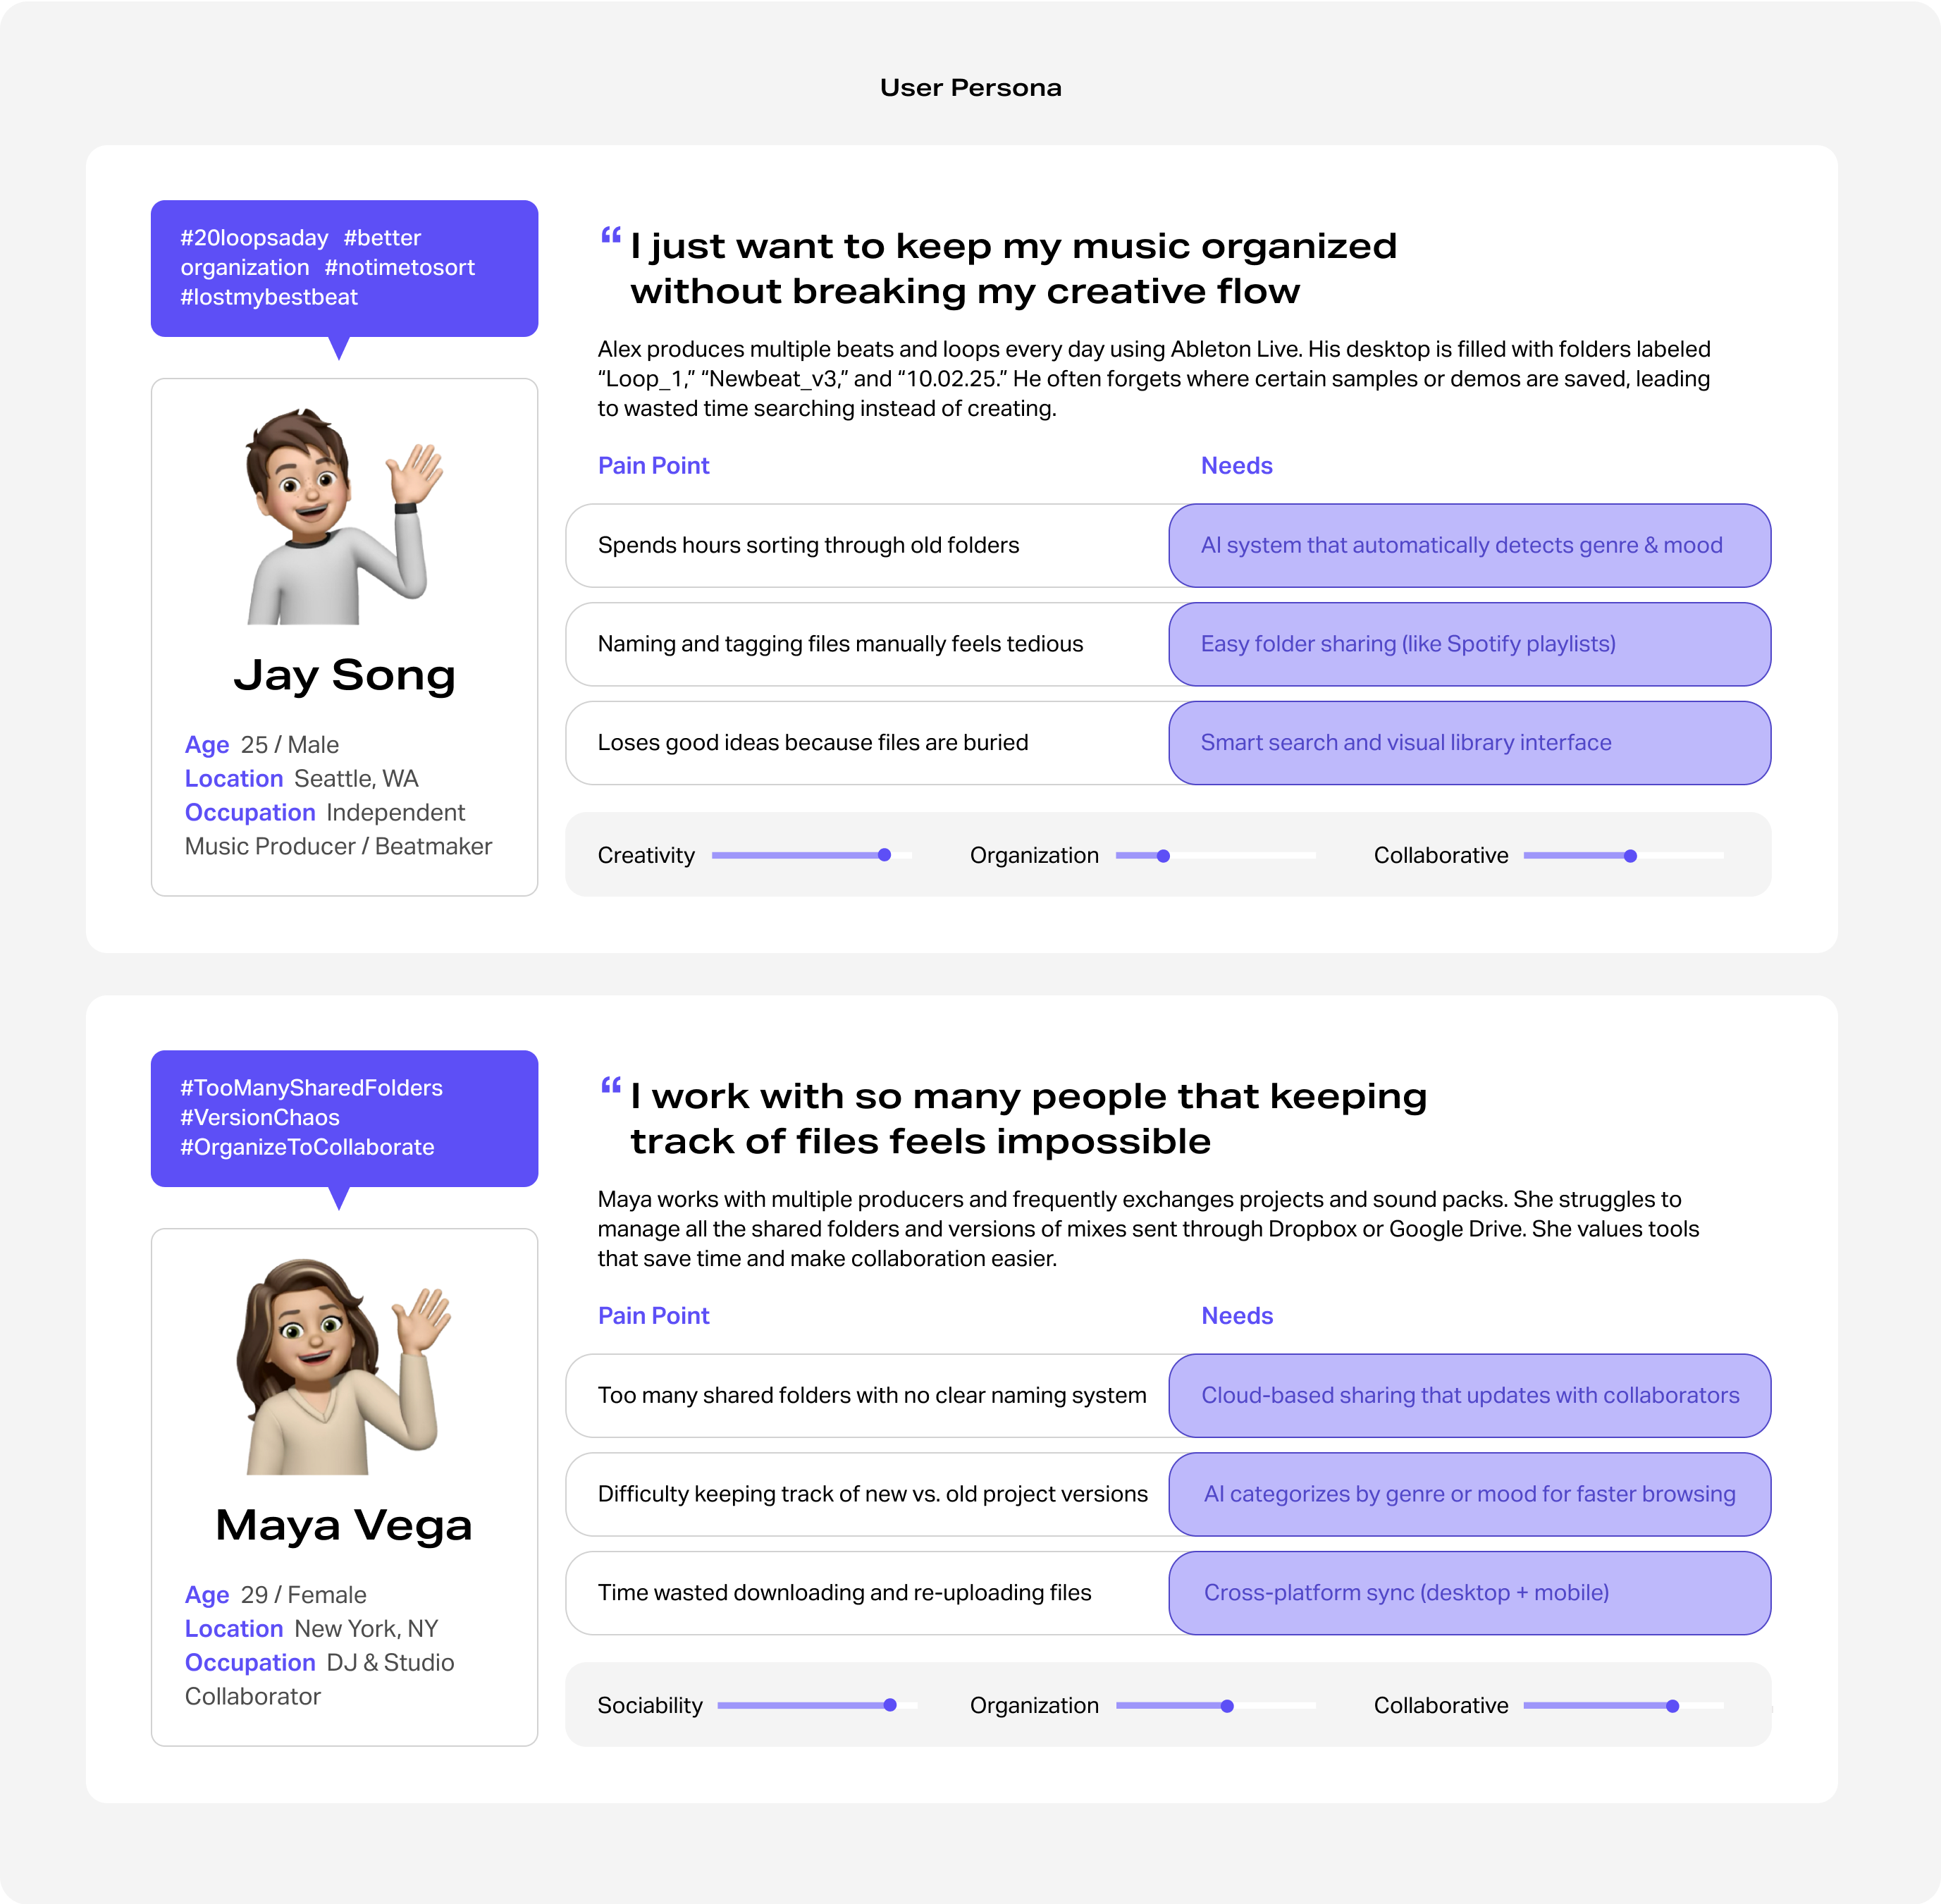 User Persona
#20loopsaday #better
organization #notimetosort
#lostmybestbeat
Jay Song
Age 25 / Male
Location Seattle, WA
Occupation Independent
Music Producer / Beatmaker
“ I just want to keep my music organized
without breaking my creative flow
Alex produces multiple beats and loops every day using Ableton Live. His desktop is filled with folders labeled
“Loop_1,” “Newbeat_v3,” and “10.02.25.” He often forgets where certain samples or demos are saved, leading
to wasted time searching instead of creating.
Pain Point Needs
Spends hours sorting through old folders AI system that automatically detects genre & mood
Naming and tagging files manually feels tedious Easy folder sharing (like Spotify playlists)
Loses good ideas because files are buried Smart search and visual library interface
Creativity Organization Collaborative
#TooManySharedFolders
#VersionChaos
#OrganizeToCollaborate
Maya Vega
Age 29 / Female
Location New York, NY
Occupation DJ & Studio
Collaborator
“ I work with so many people that keeping
track of files feels impossible
Maya works with multiple producers and frequently exchanges projects and sound packs. She struggles to
manage all the shared folders and versions of mixes sent through Dropbox or Google Drive. She values tools
that save time and make collaboration easier.
Pain Point Needs
Too many shared folders with no clear naming system Cloud-based sharing that updates with collaborators
Difficulty keeping track of new vs. old project versions AI categorizes by genre or mood for faster browsing
Time wasted downloading and re-uploading files Cross-platform sync (desktop + mobile)
Sociability Organization Collaborative